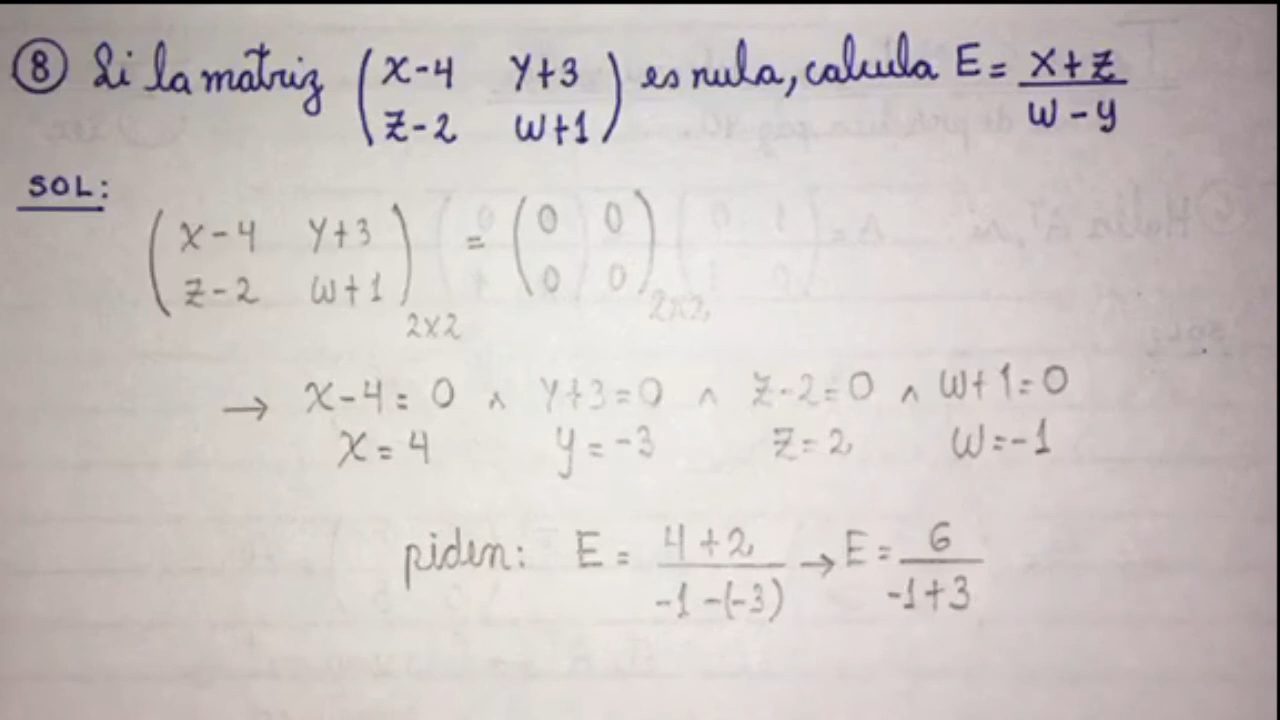 ⑧ Si la matriz (x-4 y+3
z-2 w+1) es nula, calcula E = x+z
w-y
SOL:
(x-4 y+3
z-2 w+1)2x2 = (0 0
0 0)2x2
→ x-4=0 ∧ y+3=0 ∧ z-2=0 ∧ w+1=0
x=4 y=-3 z=2 w=-1
piden: E = 4+2
-1-(-3) → E = 6
-1+3